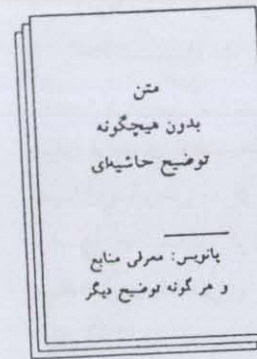 متن
بدون هیچگونه
توضیح حاشیه‌ای
پانویس: معرفی منابع
و هر گونه توضیح دیگر